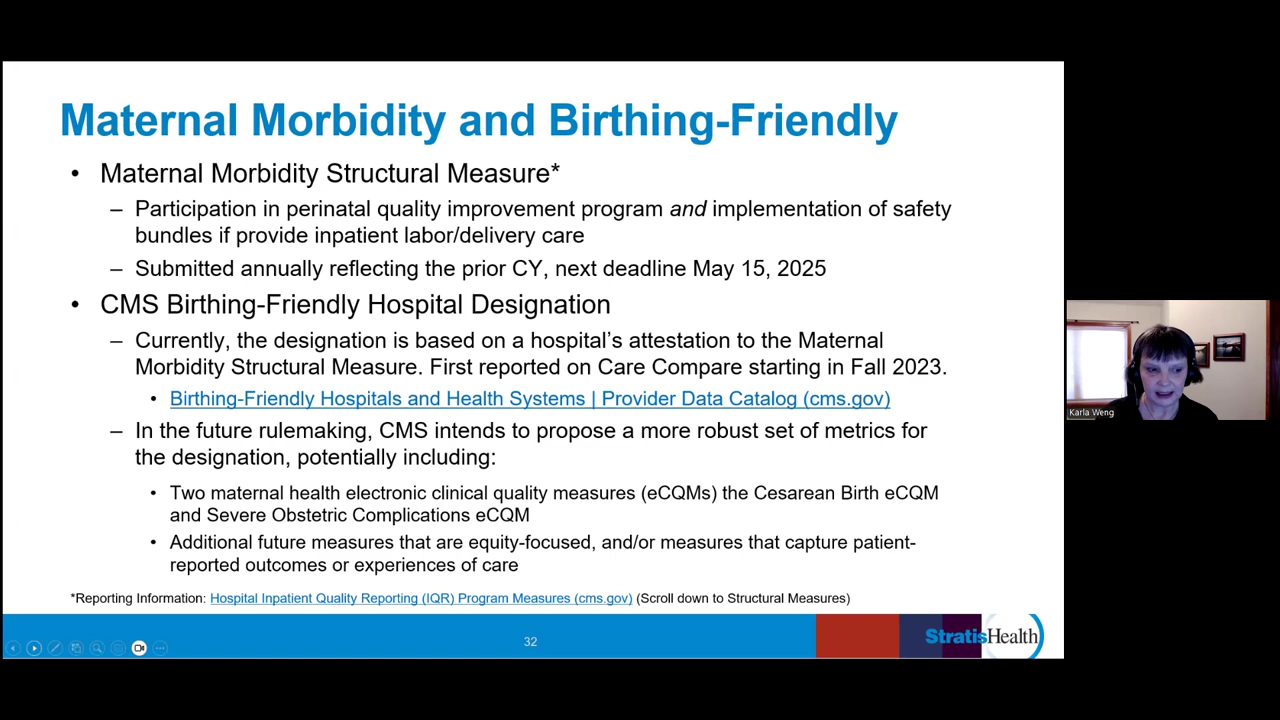 Maternal Morbidity and Birthing-Friendly
• Maternal Morbidity Structural Measure*
– Participation in perinatal quality improvement program and implementation of safety
bundles if provide inpatient labor/delivery care
– Submitted annually reflecting the prior CY, next deadline May 15, 2025
• CMS Birthing-Friendly Hospital Designation
– Currently, the designation is based on a hospital’s attestation to the Maternal
Morbidity Structural Measure. First reported on Care Compare starting in Fall 2023.
• Birthing-Friendly Hospitals and Health Systems | Provider Data Catalog (cms.gov)
– In the future rulemaking, CMS intends to propose a more robust set of metrics for
the designation, potentially including:
• Two maternal health electronic clinical quality measures (eCQMs) the Cesarean Birth eCQM
and Severe Obstetric Complications eCQM
• Additional future measures that are equity-focused, and/or measures that capture patient-
reported outcomes or experiences of care
*Reporting Information: Hospital Inpatient Quality Reporting (IQR) Program Measures (cms.gov) (Scroll down to Structural Measures)
32
StratisHealth
Karla Weng